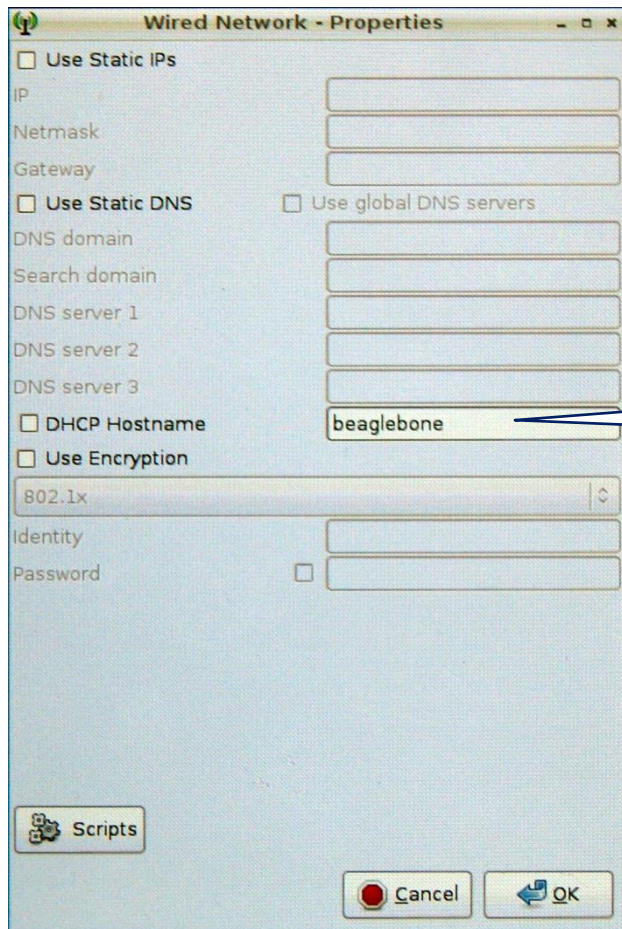 Wired Network - Properties
Use Static IPs
IP
Netmask
Gateway
Use Static DNS Use global DNS servers
DNS domain
Search domain
DNS server 1
DNS server 2
DNS server 3
DHCP Hostname beaglebone
Use Encryption
802.1x
Identity
Password
Scripts
Cancel OK